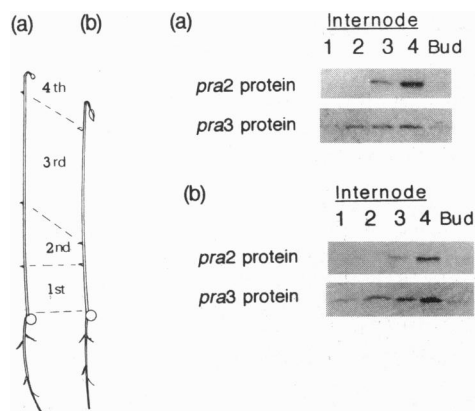 (a) (b)
4th
3rd
2nd
1st
(a)
Internode
1 2 3 4 Bud
pra2 protein
pra3 protein
(b)
Internode
1 2 3 4 Bud
pra2 protein
pra3 protein